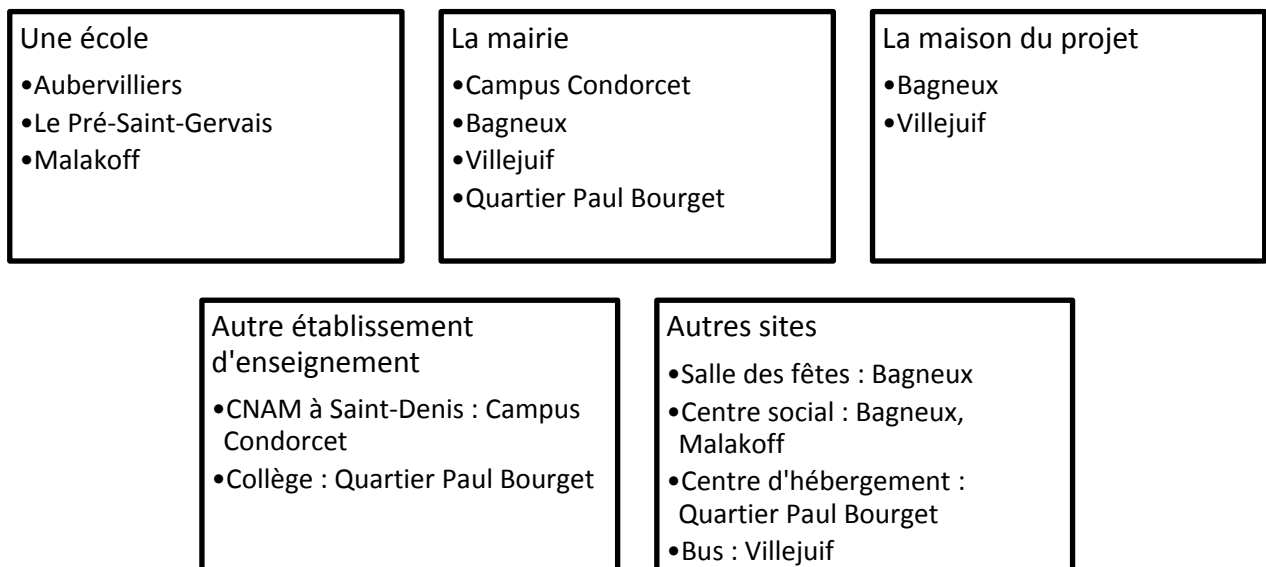 Une école
•Aubervilliers
•Le Pré-Saint-Gervais
•Malakoff
La mairie
•Campus Condorcet
•Bagneux
•Villejuif
•Quartier Paul Bourget
La maison du projet
•Bagneux
•Villejuif
Autre établissement
d'enseignement
•CNAM à Saint-Denis : Campus
Condorcet
•Collège : Quartier Paul Bourget
Autres sites
•Salle des fêtes : Bagneux
•Centre social : Bagneux,
Malakoff
•Centre d'hébergement :
Quartier Paul Bourget
•Bus : Villejuif